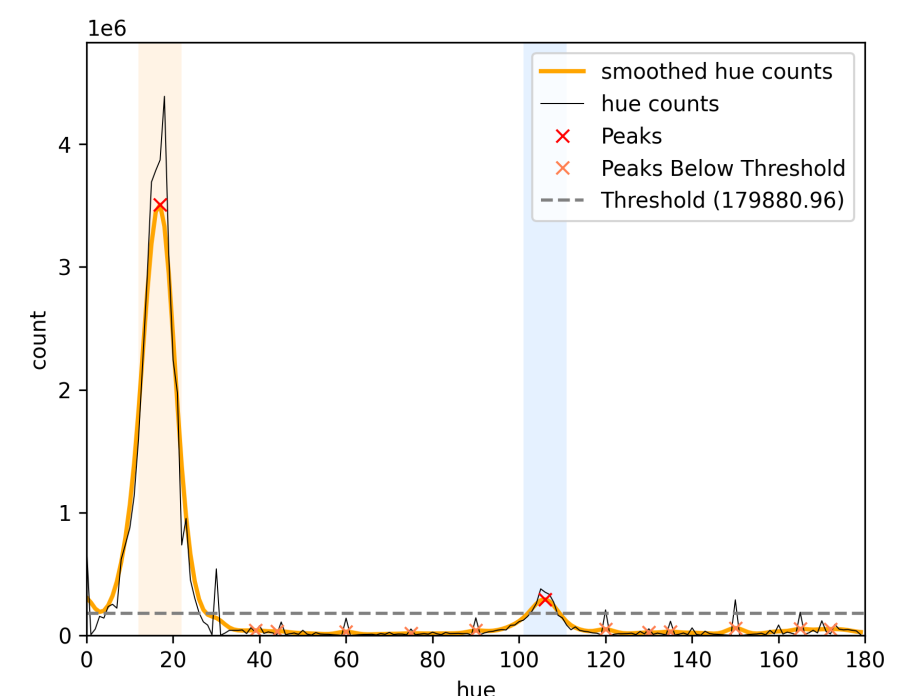 1e6
smoothed hue counts
hue counts
Peaks
Peaks Below Threshold
Threshold (179880.96)
4
3
2
1
0
count
0 20 40 60 80 100 120 140 160 180
hue